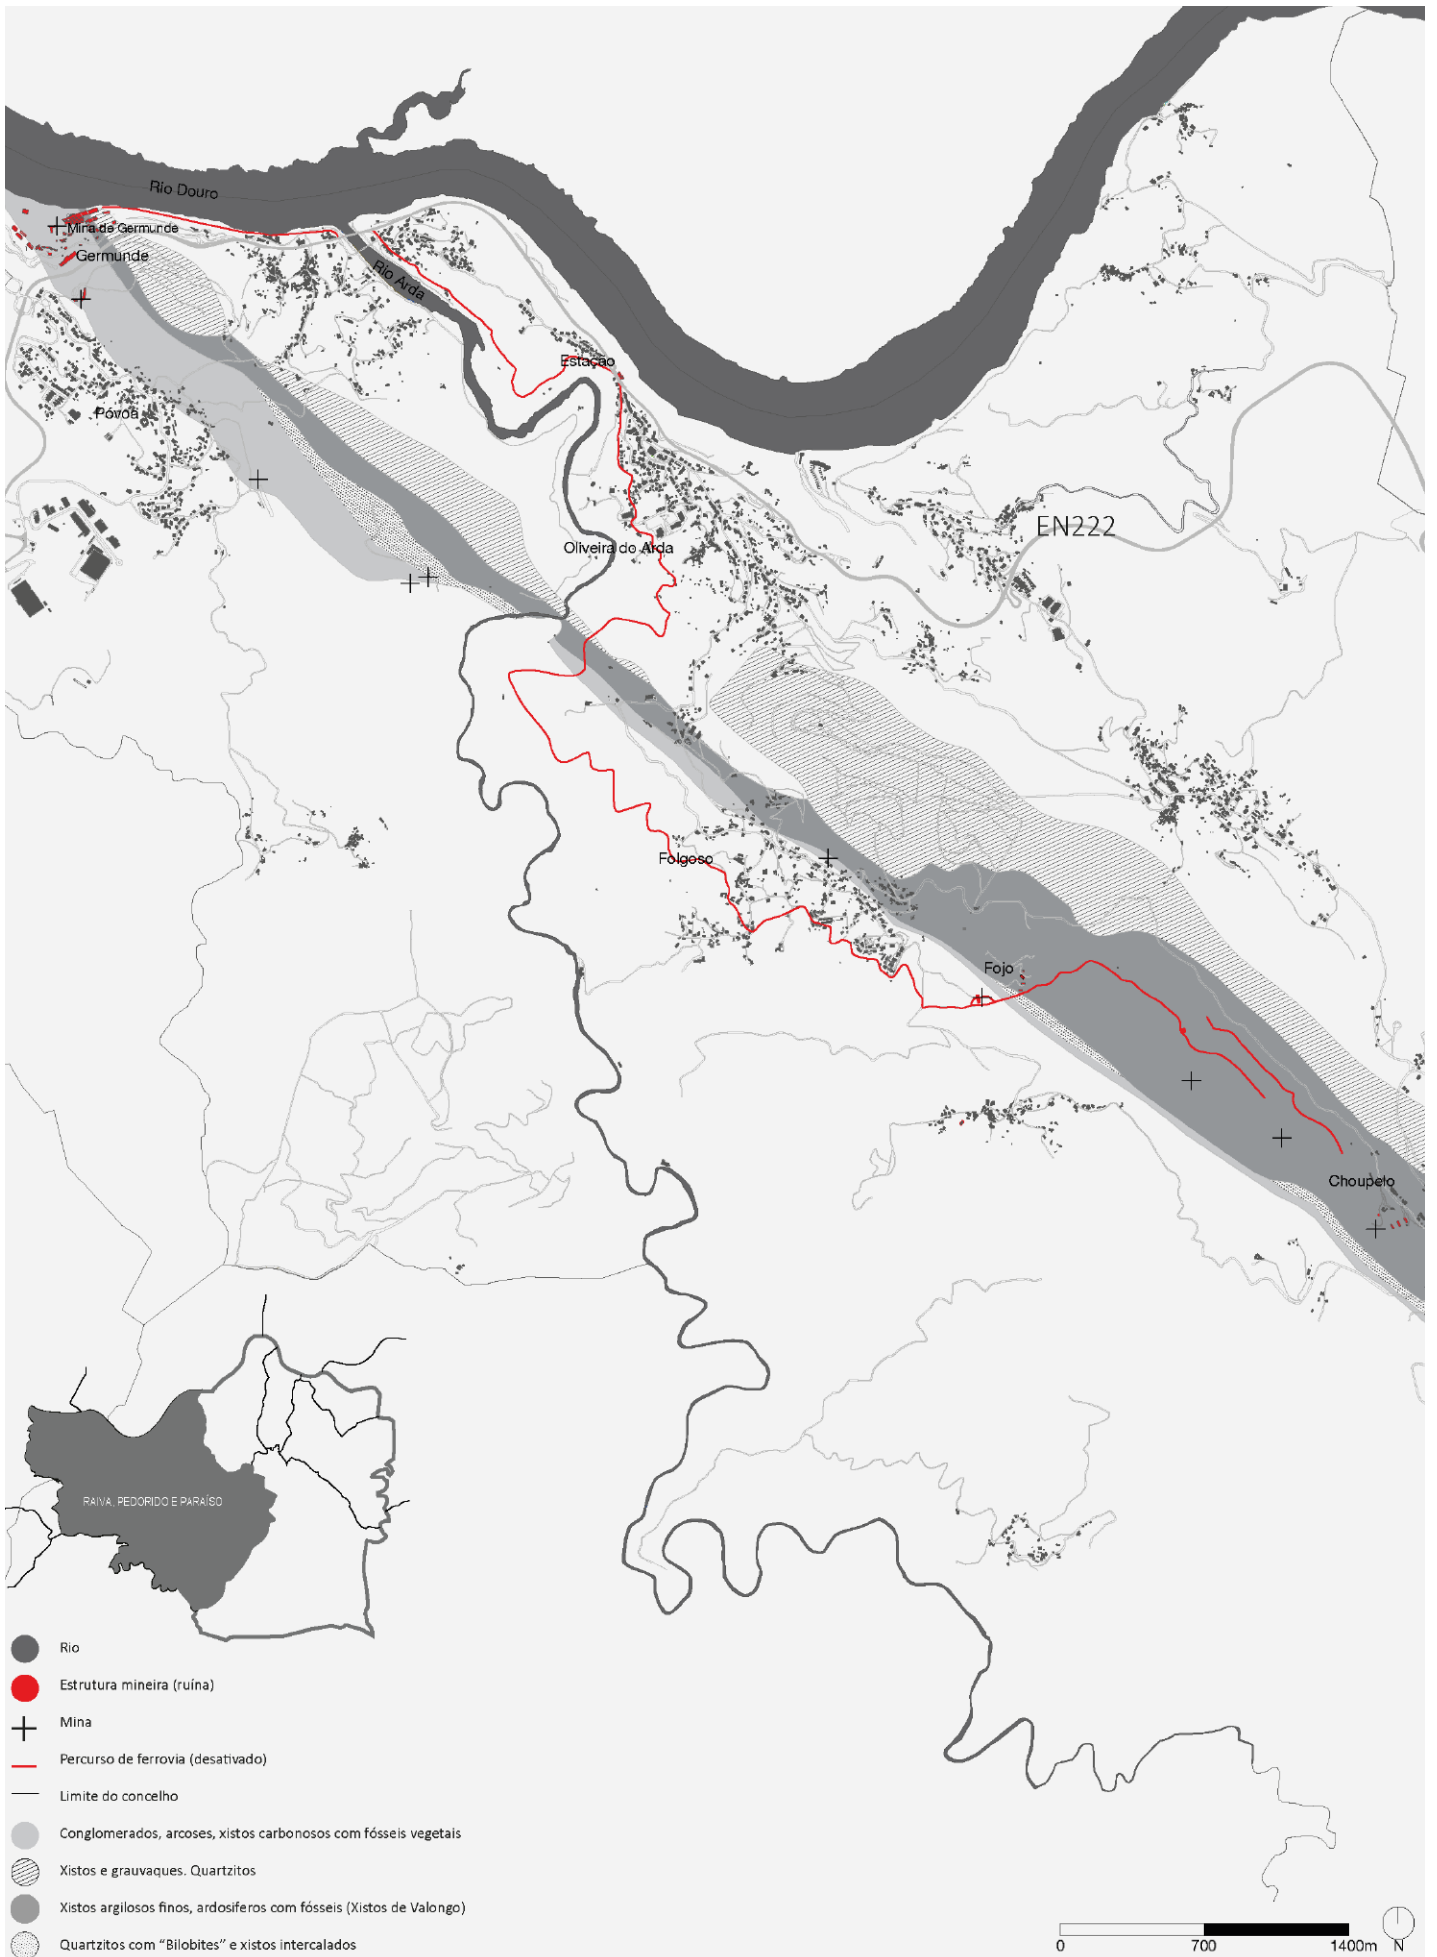 Rio Douro
Mina de Germunde
Germunde
Rio Arda
Estação
Póvoa
EN222
Oliveira do Arda
Folgoso
Fojo
Choupelo
RAIVA, PEDORIDO E PARAÍSO
Rio
Estrutura mineira (ruína)
Mina
Percurso de ferrovia (desativado)
Limite do concelho
Conglomerados, arcoses, xistos carbonosos com fósseis vegetais
Xistos e grauvaques. Quartzitos
Xistos argilosos finos, ardosiferos com fósseis (Xistos de Valongo)
Quartzitos com "Bilobites" e xistos intercalados
0 700 1400m N